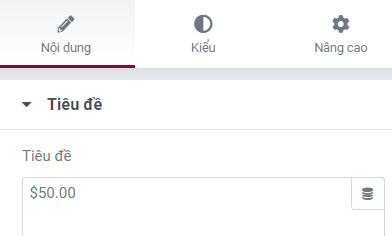 Nội dung
Kiểu
Nâng cao
Tiêu đề
Tiêu đề
$50.00